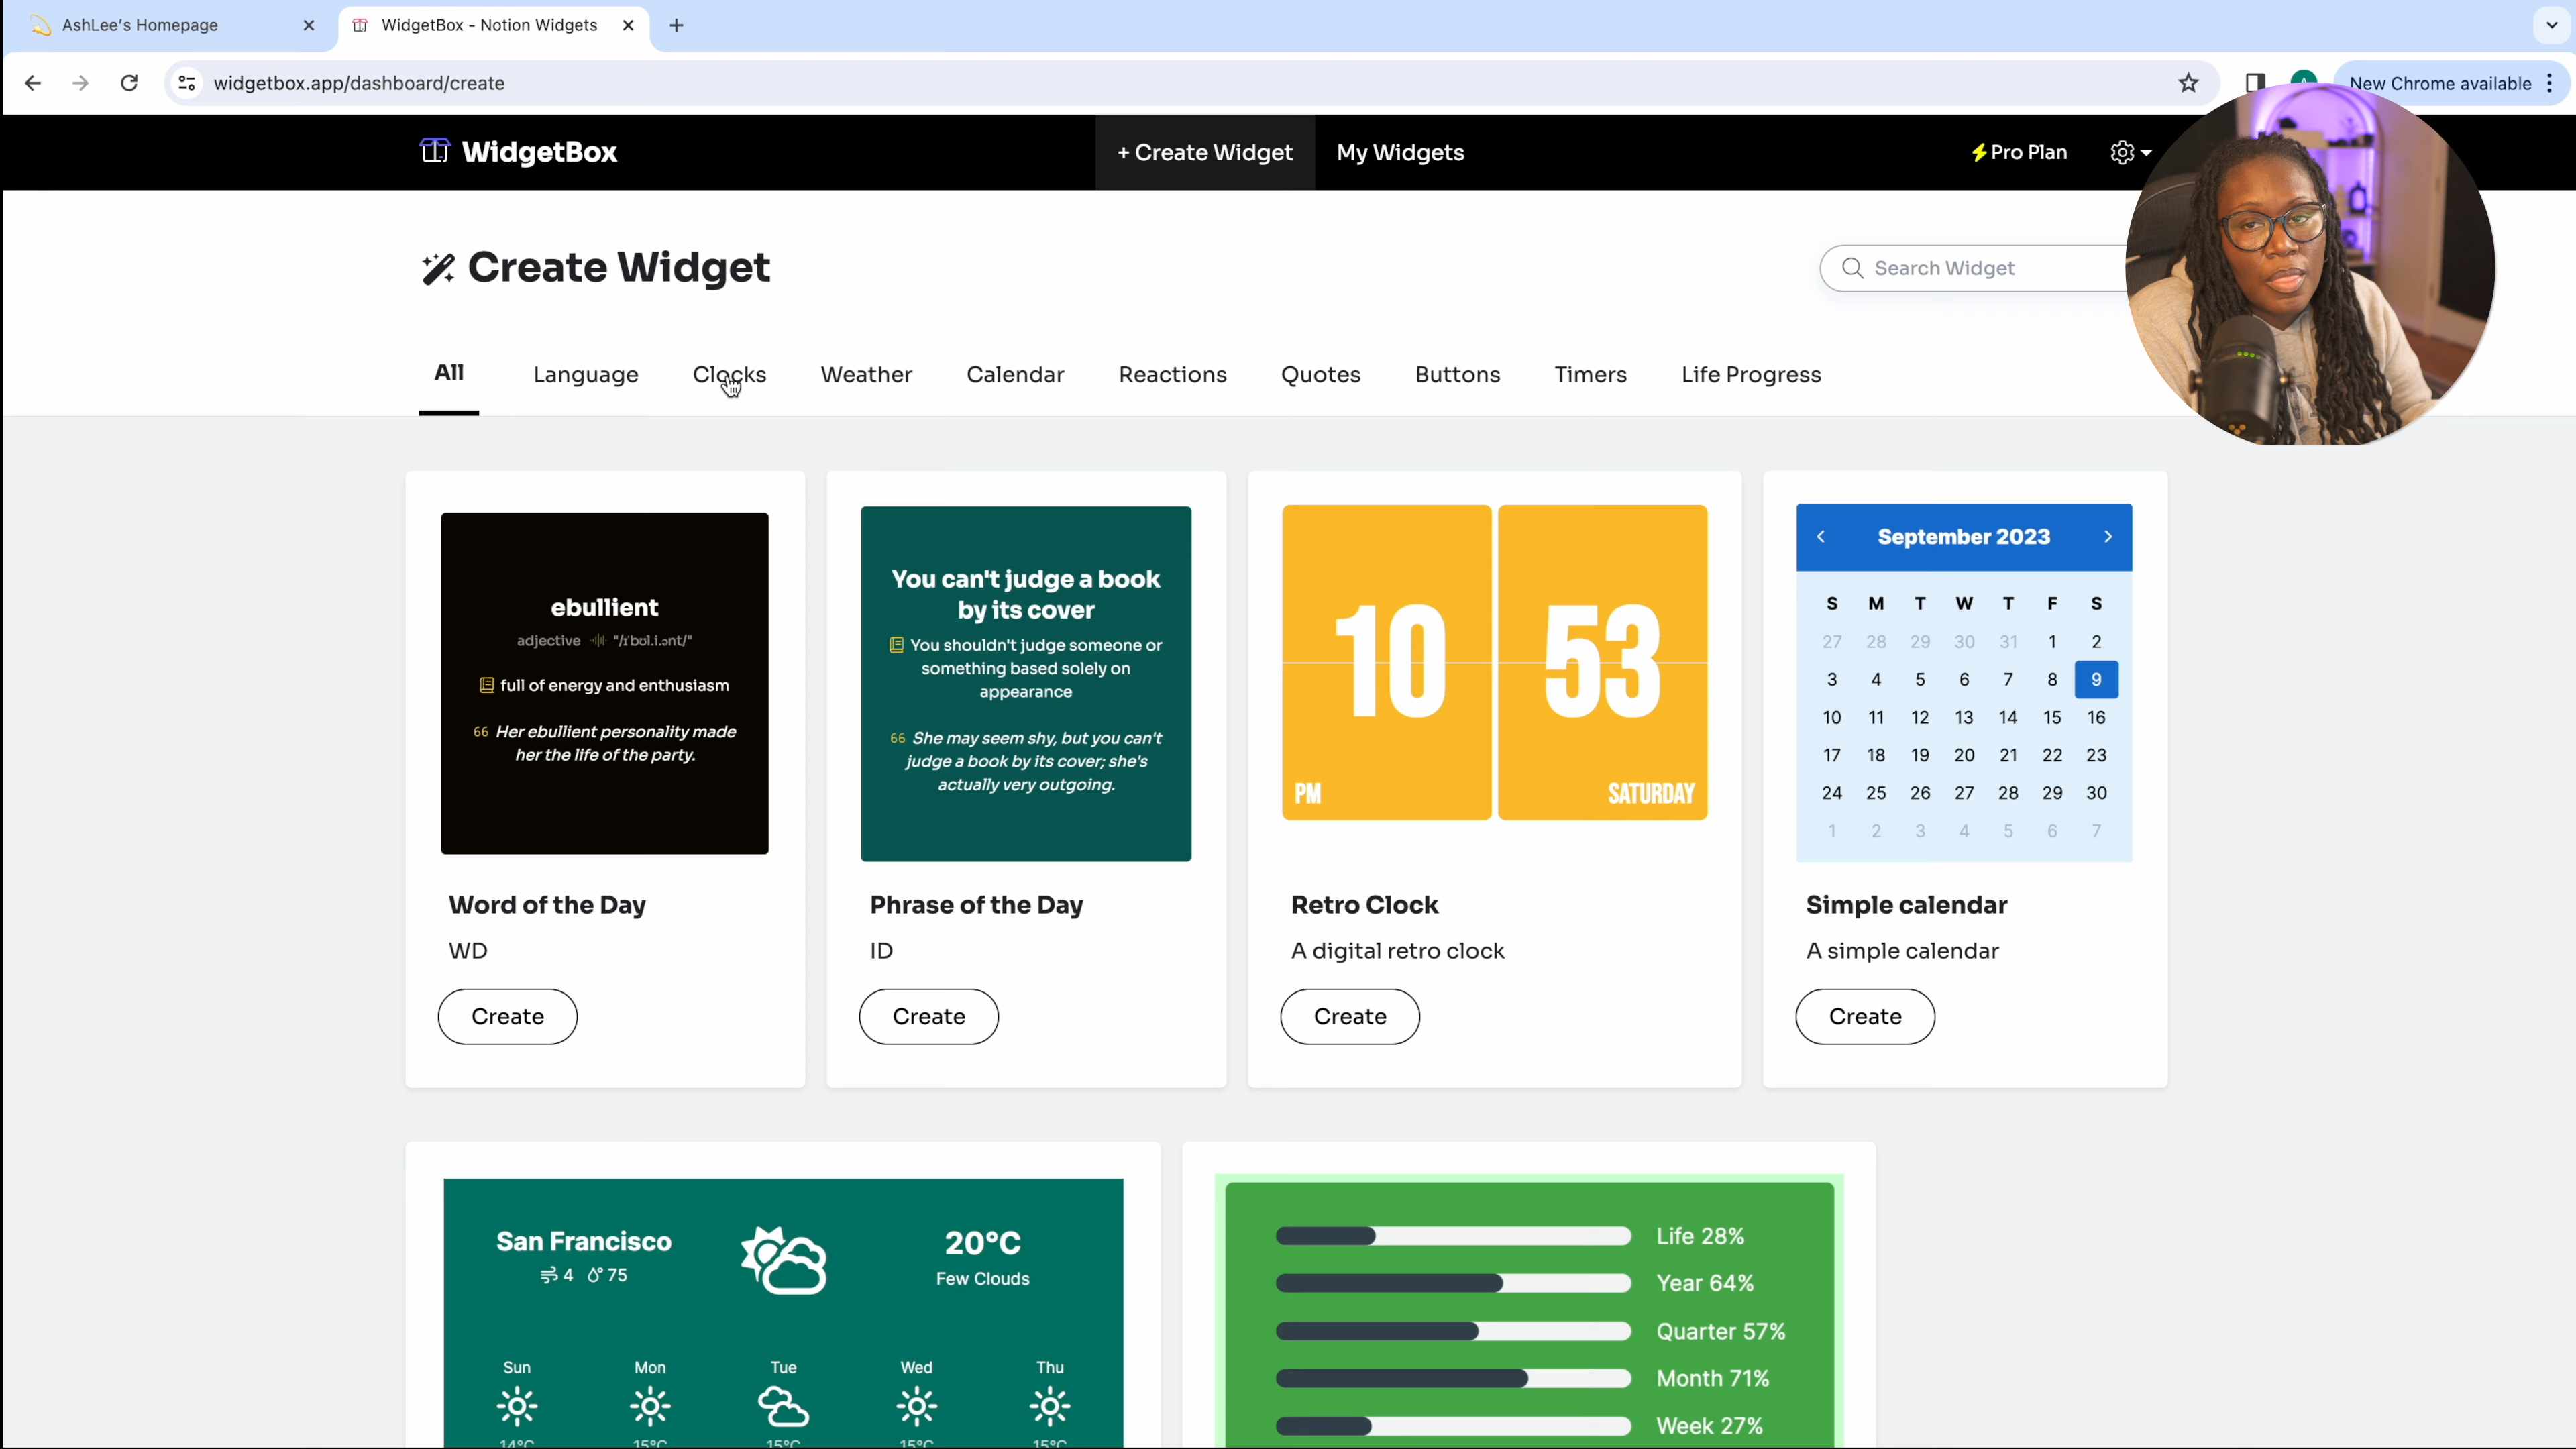 AshLee's Homepage
WidgetBox - Notion Widgets
widgetbox.app/dashboard/create
New Chrome available
WidgetBox
+ Create Widget
My Widgets
Pro Plan
Create Widget
Search Widget
All
Language
Clocks
Weather
Calendar
Reactions
Quotes
Buttons
Timers
Life Progress
ebullient
adjective "/ɪˈbʊl.i.ənt/"
full of energy and enthusiasm
66 Her ebullient personality made
her the life of the party.
Word of the Day
WD
Create
You can't judge a book
by its cover
You shouldn't judge someone or
something based solely on
appearance
66 She may seem shy, but you can't
judge a book by its cover; she's
actually very outgoing.
Phrase of the Day
ID
Create
10 53
PM SATURDAY
Retro Clock
A digital retro clock
Create
September 2023
S M T W T F S
27 28 29 30 31 1 2
3 4 5 6 7 8 9
10 11 12 13 14 15 16
17 18 19 20 21 22 23
24 25 26 27 28 29 30
1 2 3 4 5 6 7
Simple calendar
A simple calendar
Create
San Francisco
4 75
20°C
Few Clouds
Sun Mon Tue Wed Thu
14°C 15°C 15°C 15°C 15°C
Life 28%
Year 64%
Quarter 57%
Month 71%
Week 27%